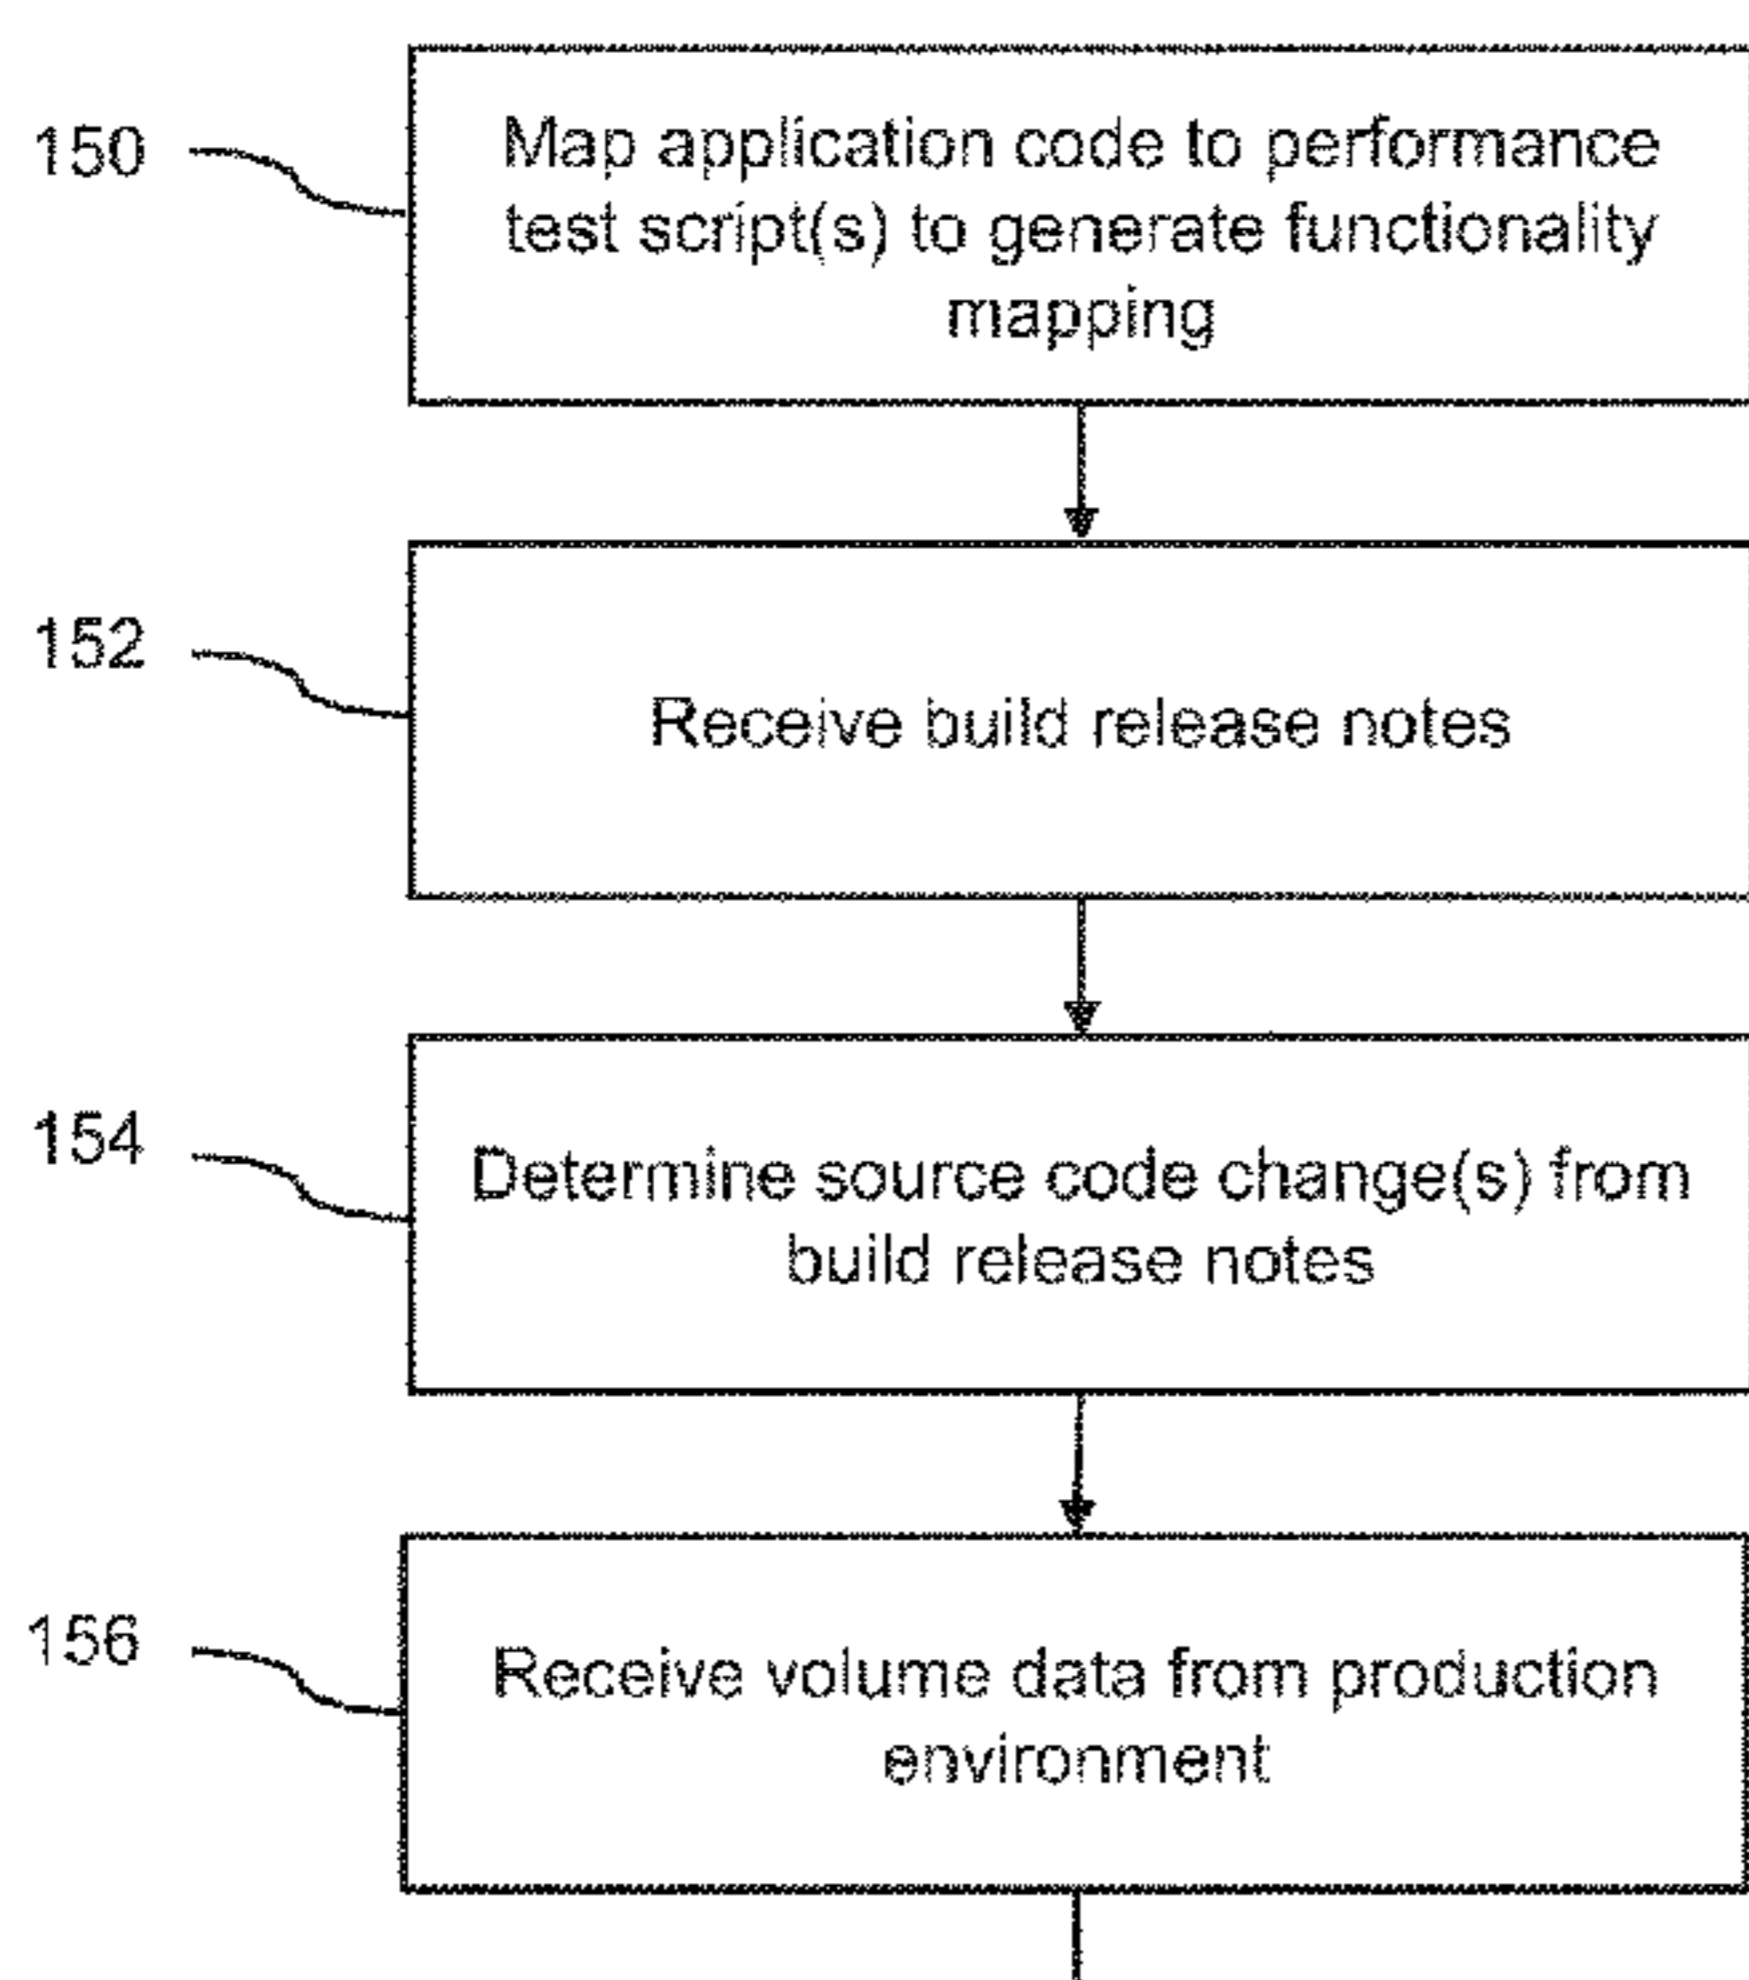 150
Map application code to performance
test script(s) to generate functionality
mapping
152
Receive build release notes
154
Determine source code change(s) from
build release notes
156
Receive volume data from production
environment